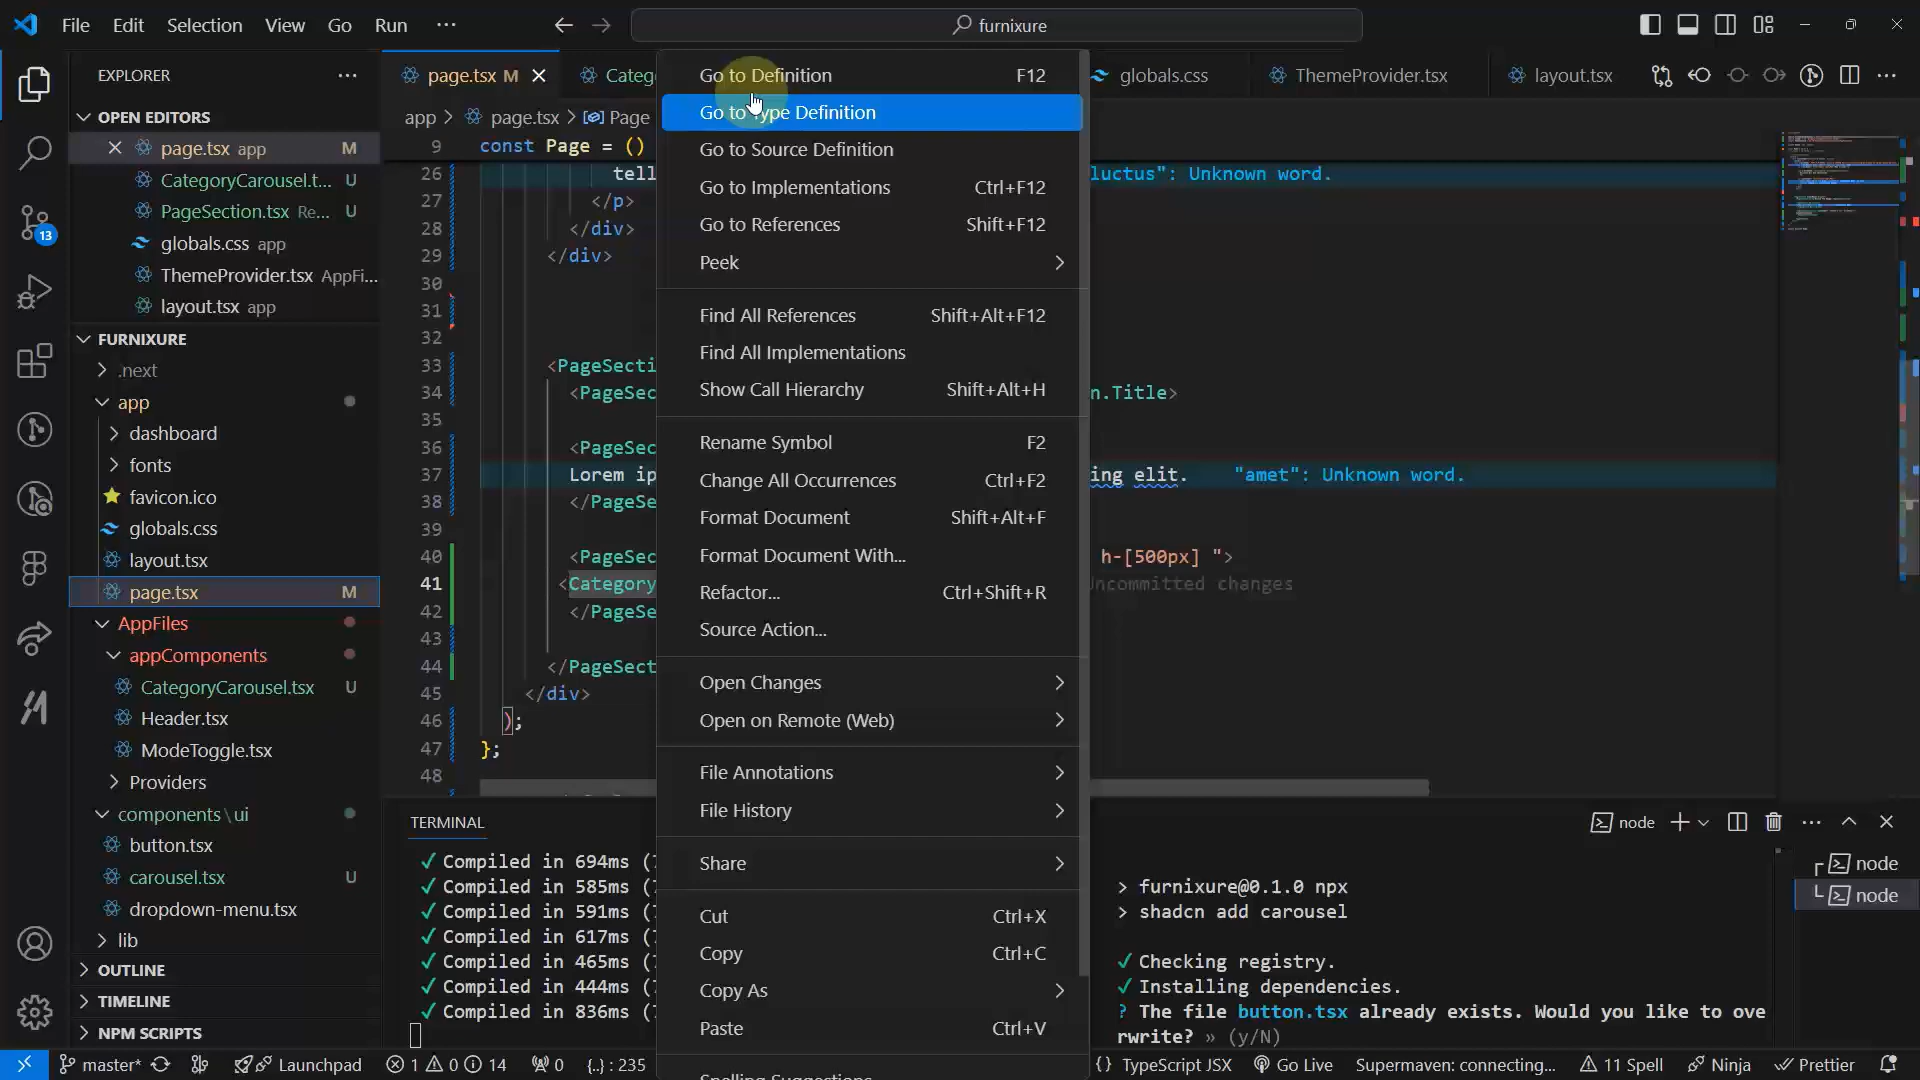 File Edit Selection View Go Run ···
furnixure
EXPLORER
OPEN EDITORS
page.tsx app M
CategoryCarousel.t... U
PageSection.tsx Re... U
globals.css app
ThemeProvider.tsx AppFi...
layout.tsx app
FURNIXURE
.next
app
dashboard
fonts
favicon.ico
globals.css
layout.tsx
page.tsx M
AppFiles
appComponents
CategoryCarousel.tsx U
Header.tsx
ModeToggle.tsx
Providers
components\ui
button.tsx
carousel.tsx U
dropdown-menu.tsx
lib
OUTLINE
TIMELINE
NPM SCRIPTS
13
page.tsx M
Categ
globals.css
ThemeProvider.tsx
layout.tsx
app > page.tsx > Page
9 const Page = ()
26 tell luctus": Unknown word.
27 </p>
28 </div>
29 </div>
30
31
32
33 <PageSecti
34 <PageSec n.Title>
35
36 <PageSec
37 Lorem ip ing elit. "amet": Unknown word.
38 </PageSe
39
40 <PageSec h-[500px] ">
41 <Category ncommitted changes
42 </PageSe
43
44 </PageSect
45 </div>
46 );
47 };
48
Go to Definition F12
Go to Type Definition
Go to Source Definition
Go to Implementations Ctrl+F12
Go to References Shift+F12
Peek
Find All References Shift+Alt+F12
Find All Implementations
Show Call Hierarchy Shift+Alt+H
Rename Symbol F2
Change All Occurrences Ctrl+F2
Format Document Shift+Alt+F
Format Document With...
Refactor... Ctrl+Shift+R
Source Action...
Open Changes
Open on Remote (Web)
File Annotations
File History
Share
Cut Ctrl+X
Copy Ctrl+C
Copy As
Paste Ctrl+V
TERMINAL
node
✓ Compiled in 694ms (
✓ Compiled in 585ms (
✓ Compiled in 591ms (
✓ Compiled in 617ms (
✓ Compiled in 465ms (
✓ Compiled in 444ms (
✓ Compiled in 836ms (
> furnixure@0.1.0 npx
> shadcn add carousel
✓ Checking registry.
✓ Installing dependencies.
? The file button.tsx already exists. Would you like to ove
rwrite? » (y/N)
node
node
master* Launchpad 1 0 14 0 {..} : 235
{} TypeScript JSX Go Live Supermaven: connecting... 11 Spell Ninja Prettier